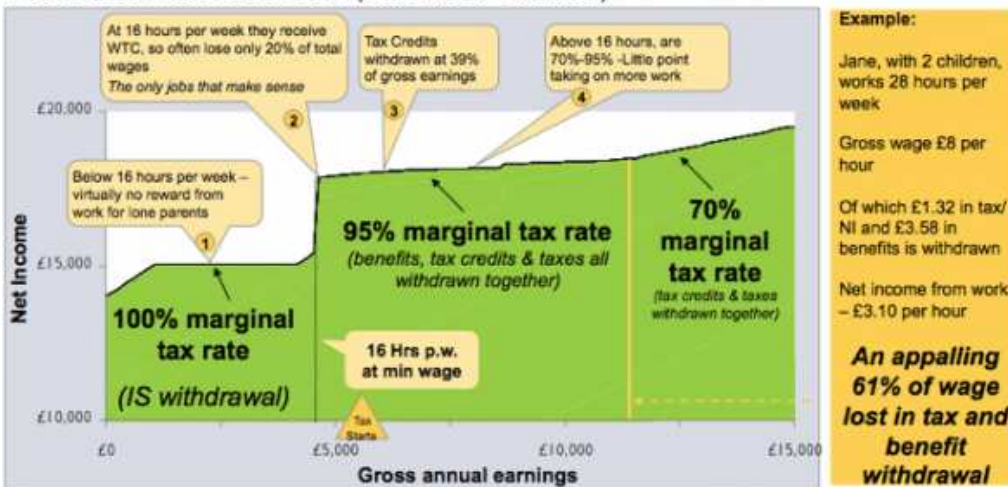 At 16 hours per week they receive
WTC, so often lose only 20% of total
wages
The only jobs that make sense
2
Tax Credits
withdrawn at 39%
of gross earnings
3
Above 16 hours, are
70%-95% -Little point
taking on more work
4
Below 16 hours per week –
virtually no reward from
work for lone parents
1
£20,000
£15,000
£10,000
Net Income
100% marginal
tax rate
(IS withdrawal)
95% marginal tax rate
(benefits, tax credits & taxes all
withdrawn together)
70%
marginal
tax rate
(tax credits & taxes
withdrawn together)
16 Hrs p.w.
at min wage
Tax
Starts
£0
£5,000
£10,000
£15,000
Gross annual earnings
Example:
Jane, with 2 children,
works 28 hours per
week
Gross wage £8 per
hour
Of which £1.32 in tax/
NI and £3.58 in
benefits is withdrawn
Net income from work
– £3.10 per hour
An appalling
61% of wage
lost in tax and
benefit
withdrawal